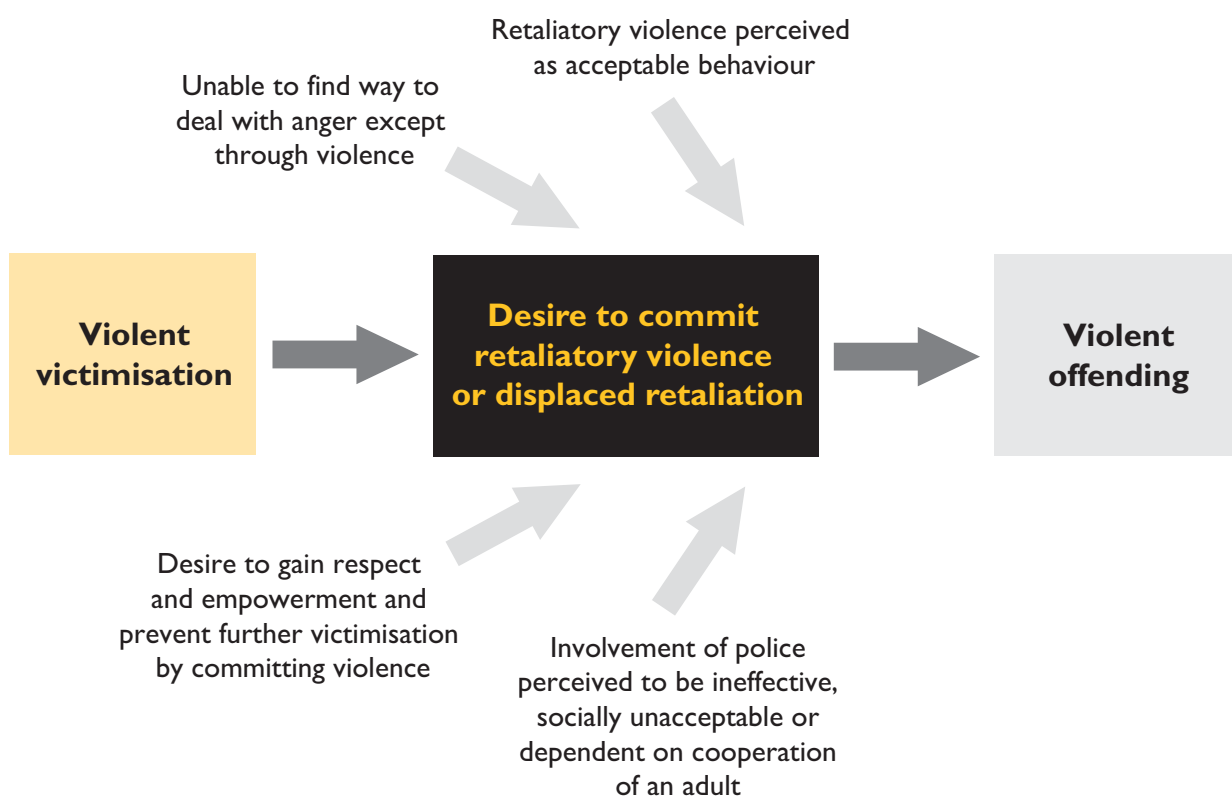 Retaliatory violence perceived
as acceptable behaviour
Unable to find way to
deal with anger except
through violence
Violent
victimisation
Desire to commit
retaliatory violence
or displaced retaliation
Violent
offending
Desire to gain respect
and empowerment and
prevent further victimisation
by committing violence
Involvement of police
perceived to be ineffective,
socially unacceptable or
dependent on cooperation
of an adult